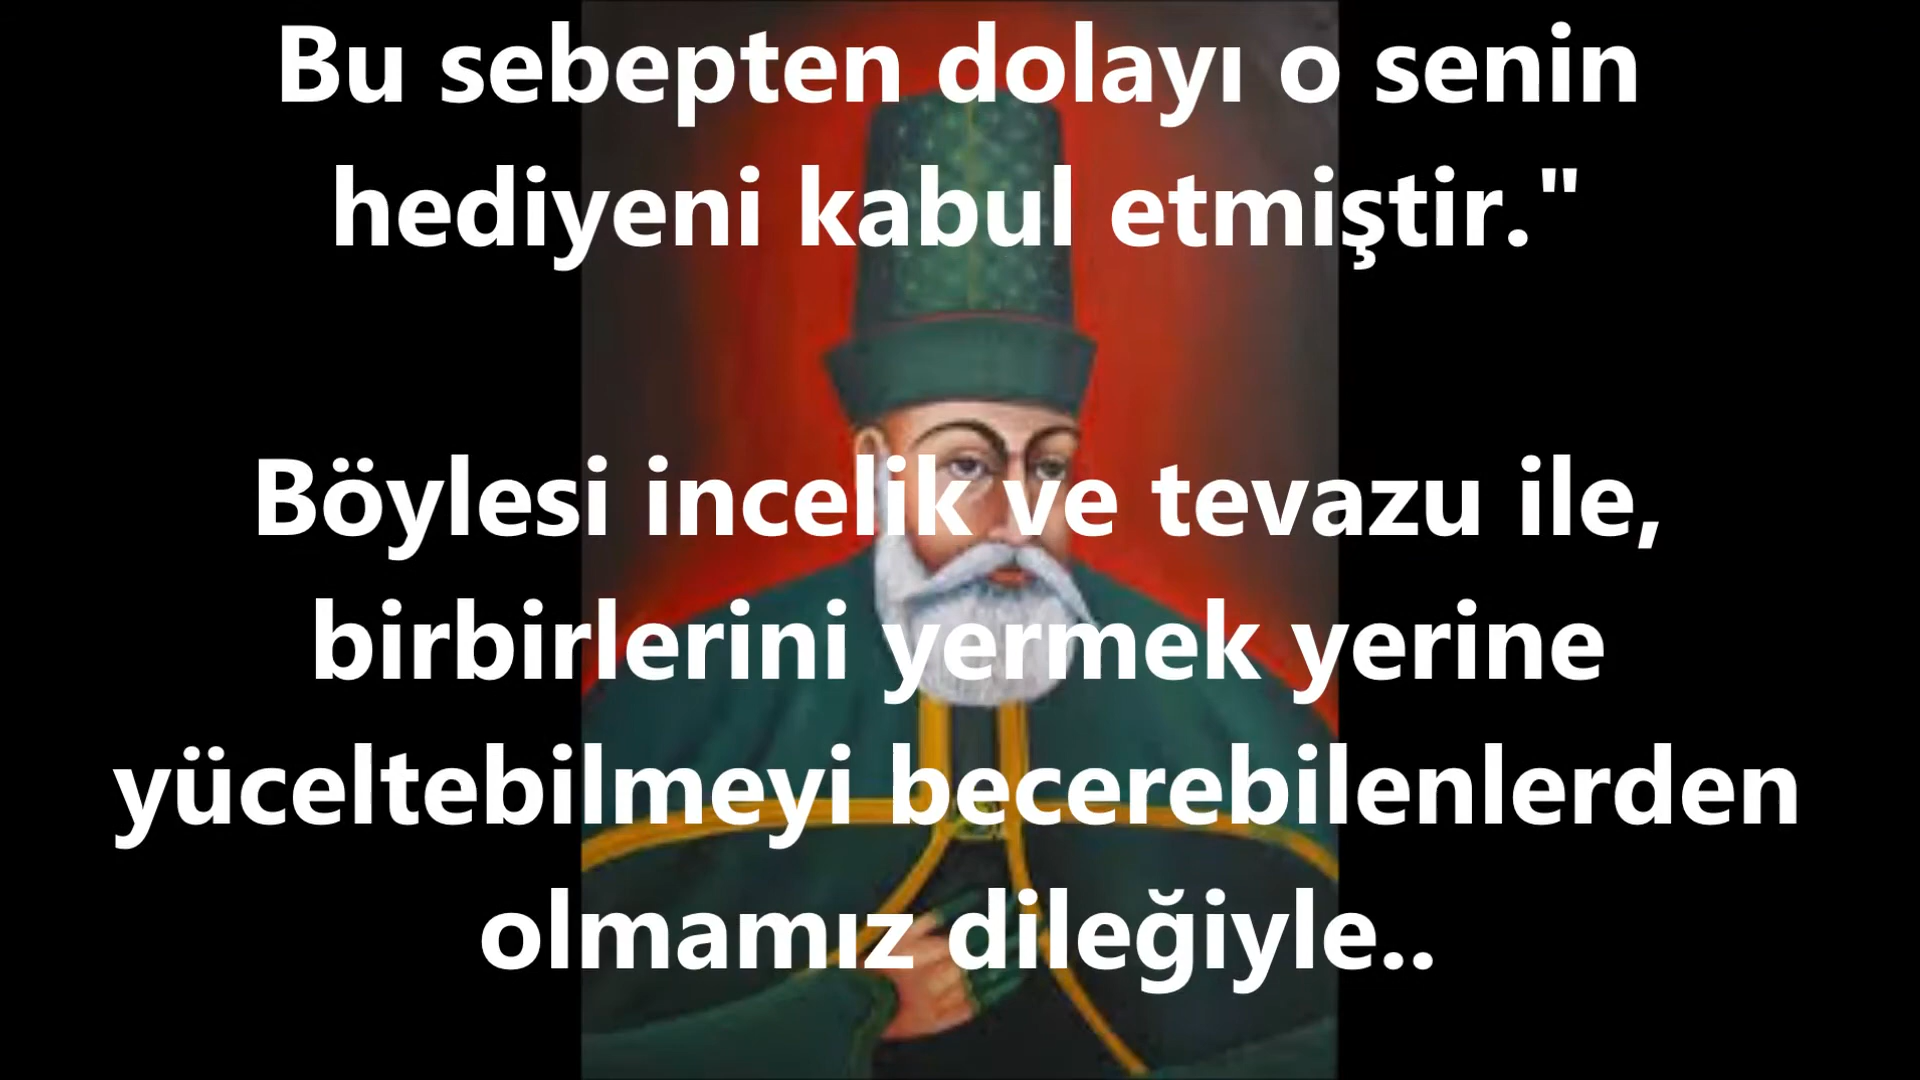 Bu sebepten dolayı o senin
hediyeni kabul etmiştir."
Böylesi incelik ve tevazu ile,
birbirlerini yermek yerine
yüceltebilmeyi becerebilenlerden
olmamız dileğiyle..